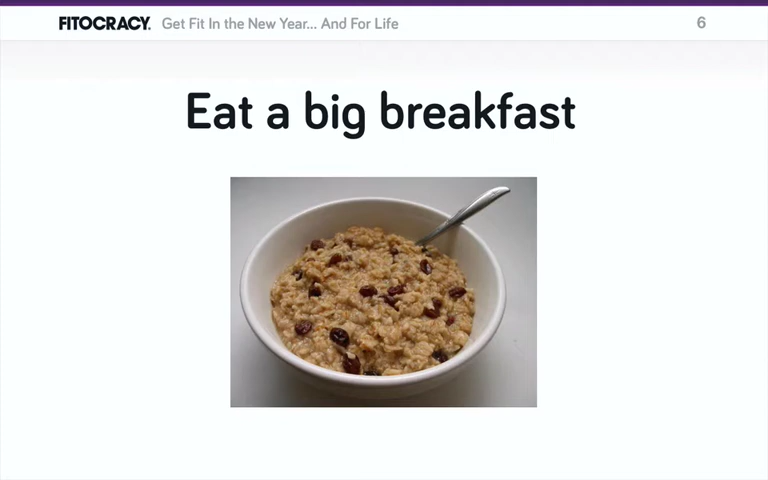 FITOCRACY. Get Fit In the New Year... And For Life 6
Eat a big breakfast